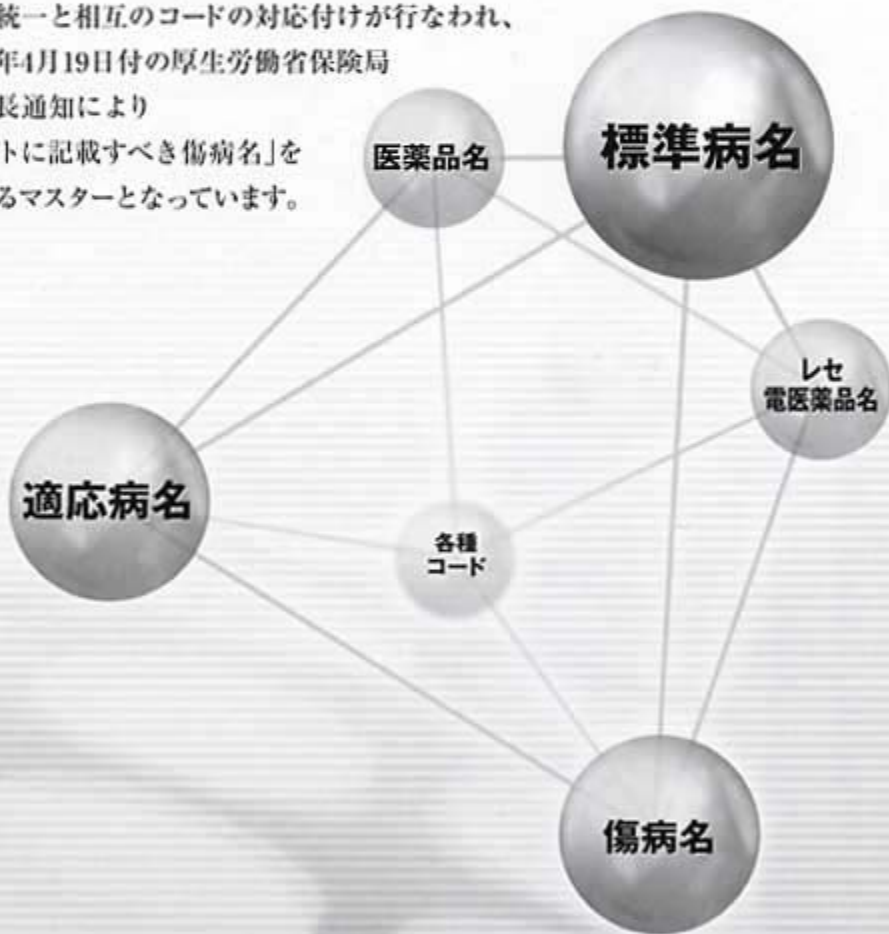 統一と相互のコードの対応付けが行なわれ、
年4月19日付の厚生労働省保険局
長通知により
トに記載すべき傷病名」を
るマスターとなっています。
医薬品名
標準病名
レセ
電医薬品名
適応病名
各種
コード
傷病名